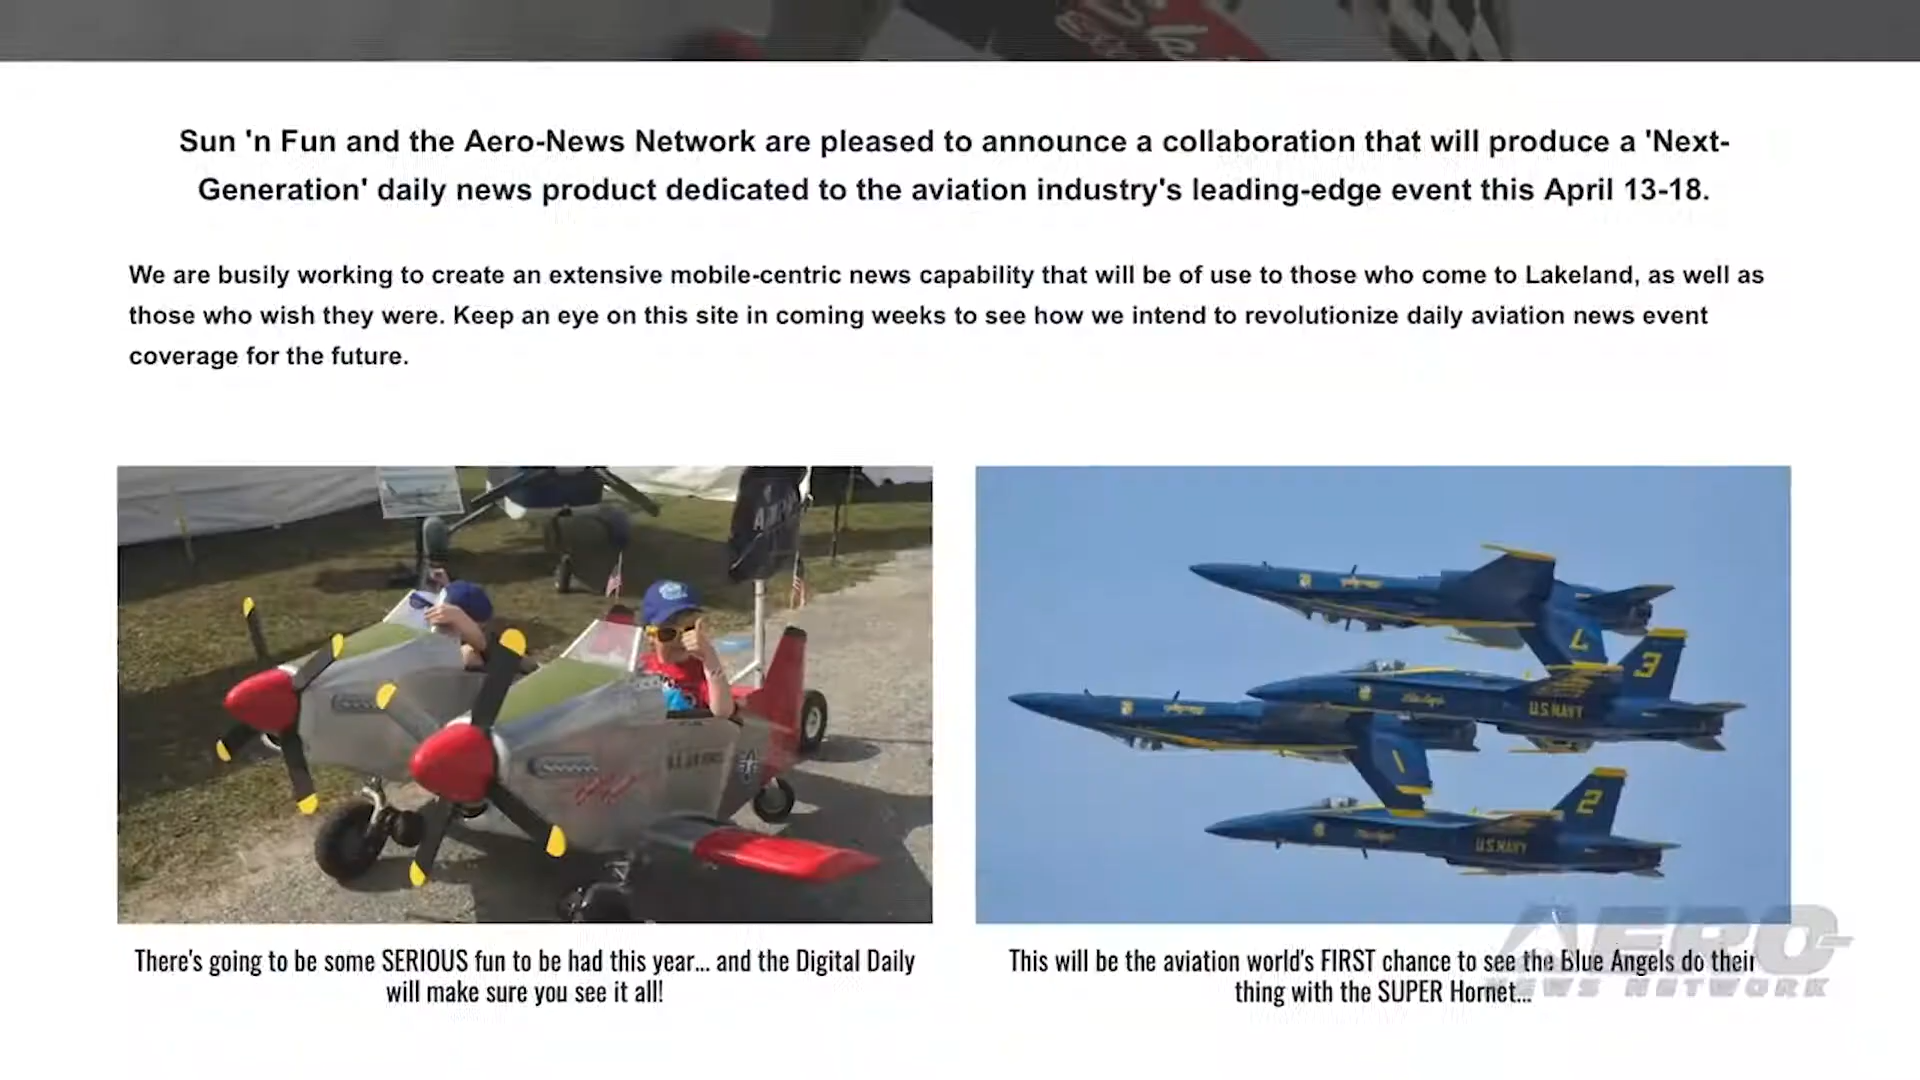 Sun 'n Fun and the Aero-News Network are pleased to announce a collaboration that will produce a 'Next-
Generation' daily news product dedicated to the aviation industry's leading-edge event this April 13-18.
We are busily working to create an extensive mobile-centric news capability that will be of use to those who come to Lakeland, as well as
those who wish they were. Keep an eye on this site in coming weeks to see how we intend to revolutionize daily aviation news event
coverage for the future.
7
3
U.S. NAVY
1
2
U.S. NAVY
There's going to be some SERIOUS fun to be had this year... and the Digital Daily
will make sure you see it all!
This will be the aviation world's FIRST chance to see the Blue Angels do their
thing with the SUPER Hornet...
AERO-
NEWS NETWORK